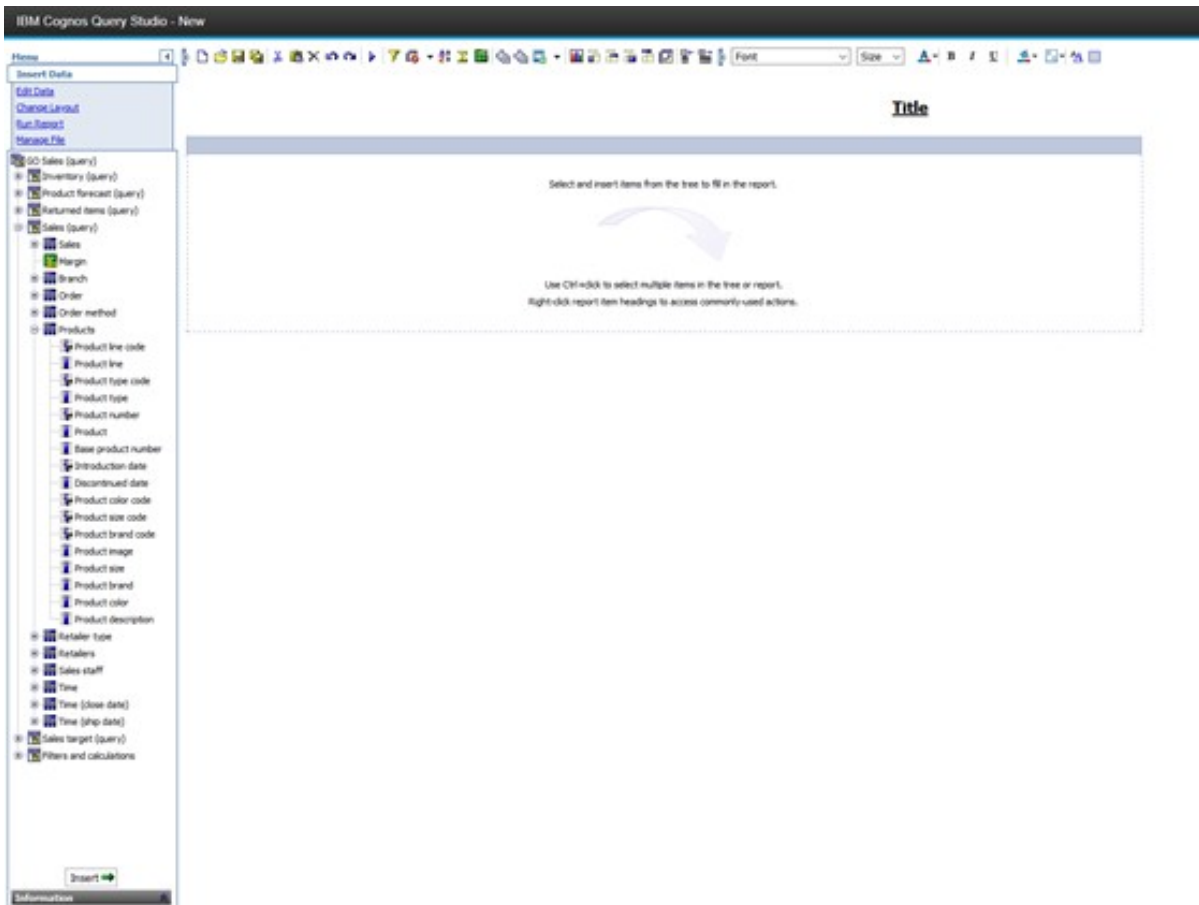 IBM Cognos Query Studio - New
Menu
Font
Size
A
B
I
U
Insert Data
Edit Data
Change Layout
Run Report
Manage File
Title
GO Sales (query)
Inventory (query)
Product forecast (query)
Returned items (query)
Sales (query)
Sales
Margin
Branch
Order
Order method
Products
Product line code
Product line
Product type code
Product type
Product number
Product
Base product number
Introduction date
Discontinued date
Product color code
Product size code
Product brand code
Product image
Product size
Product brand
Product color
Product description
Retailer type
Retailers
Sales staff
Time
Time (close date)
Time (ship date)
Sales target (query)
Filters and calculations
Select and insert items from the tree to fill in the report.
Use Ctrl+click to select multiple items in the tree or report.
Right-click report item headings to access commonly-used actions.
Insert
Information